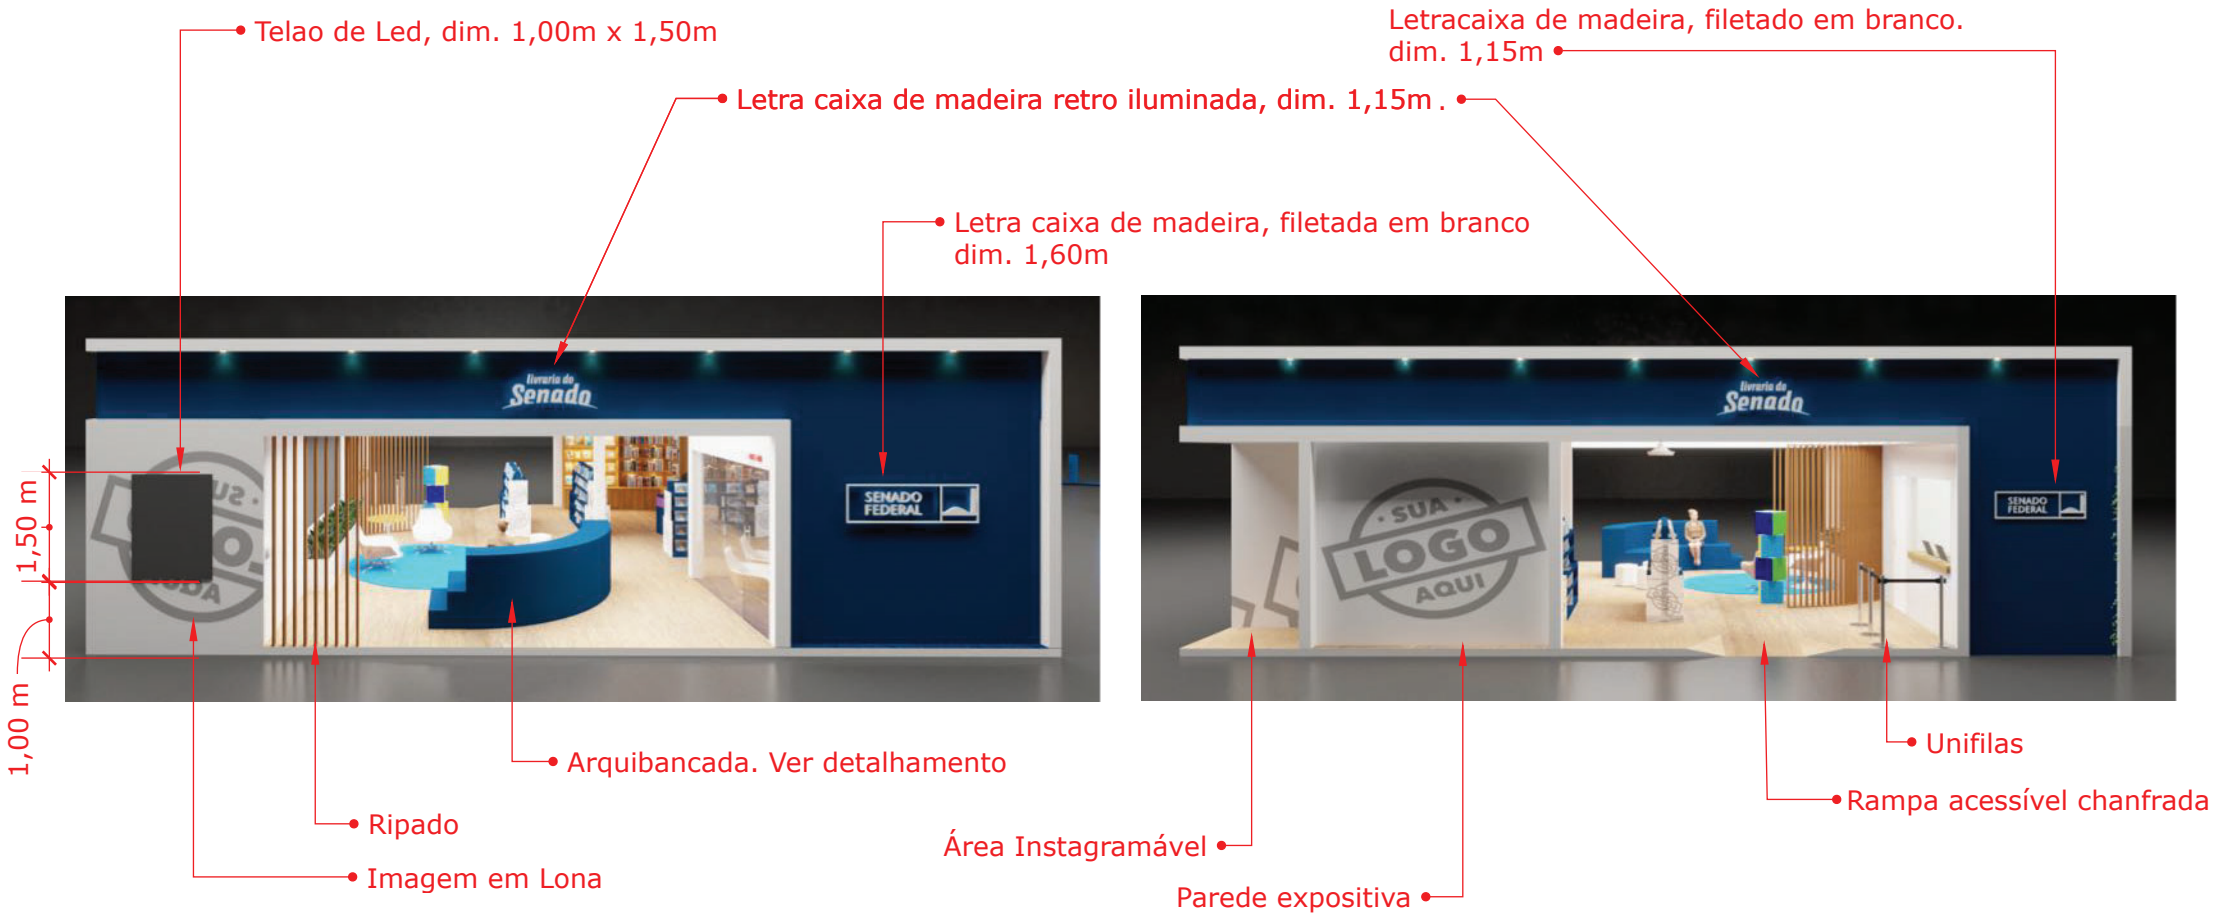 Telao de Led, dim. 1,00m x 1,50m
Letracaixa de madeira, filetado em branco.
dim. 1,15m
Letra caixa de madeira retro iluminada, dim. 1,15m .
Letra caixa de madeira, filetada em branco
dim. 1,60m
livraria do
Senado
livraria do
Senado
SUA
LOGO
AQUI
SENADO
FEDERAL
SUA
LOGO
AQUI
SENADO
FEDERAL
1,50 m
1,00 m
Arquibancada. Ver detalhamento
Unifilas
Rampa acessível chanfrada
Ripado
Área Instagramável
Imagem em Lona
Parede expositiva